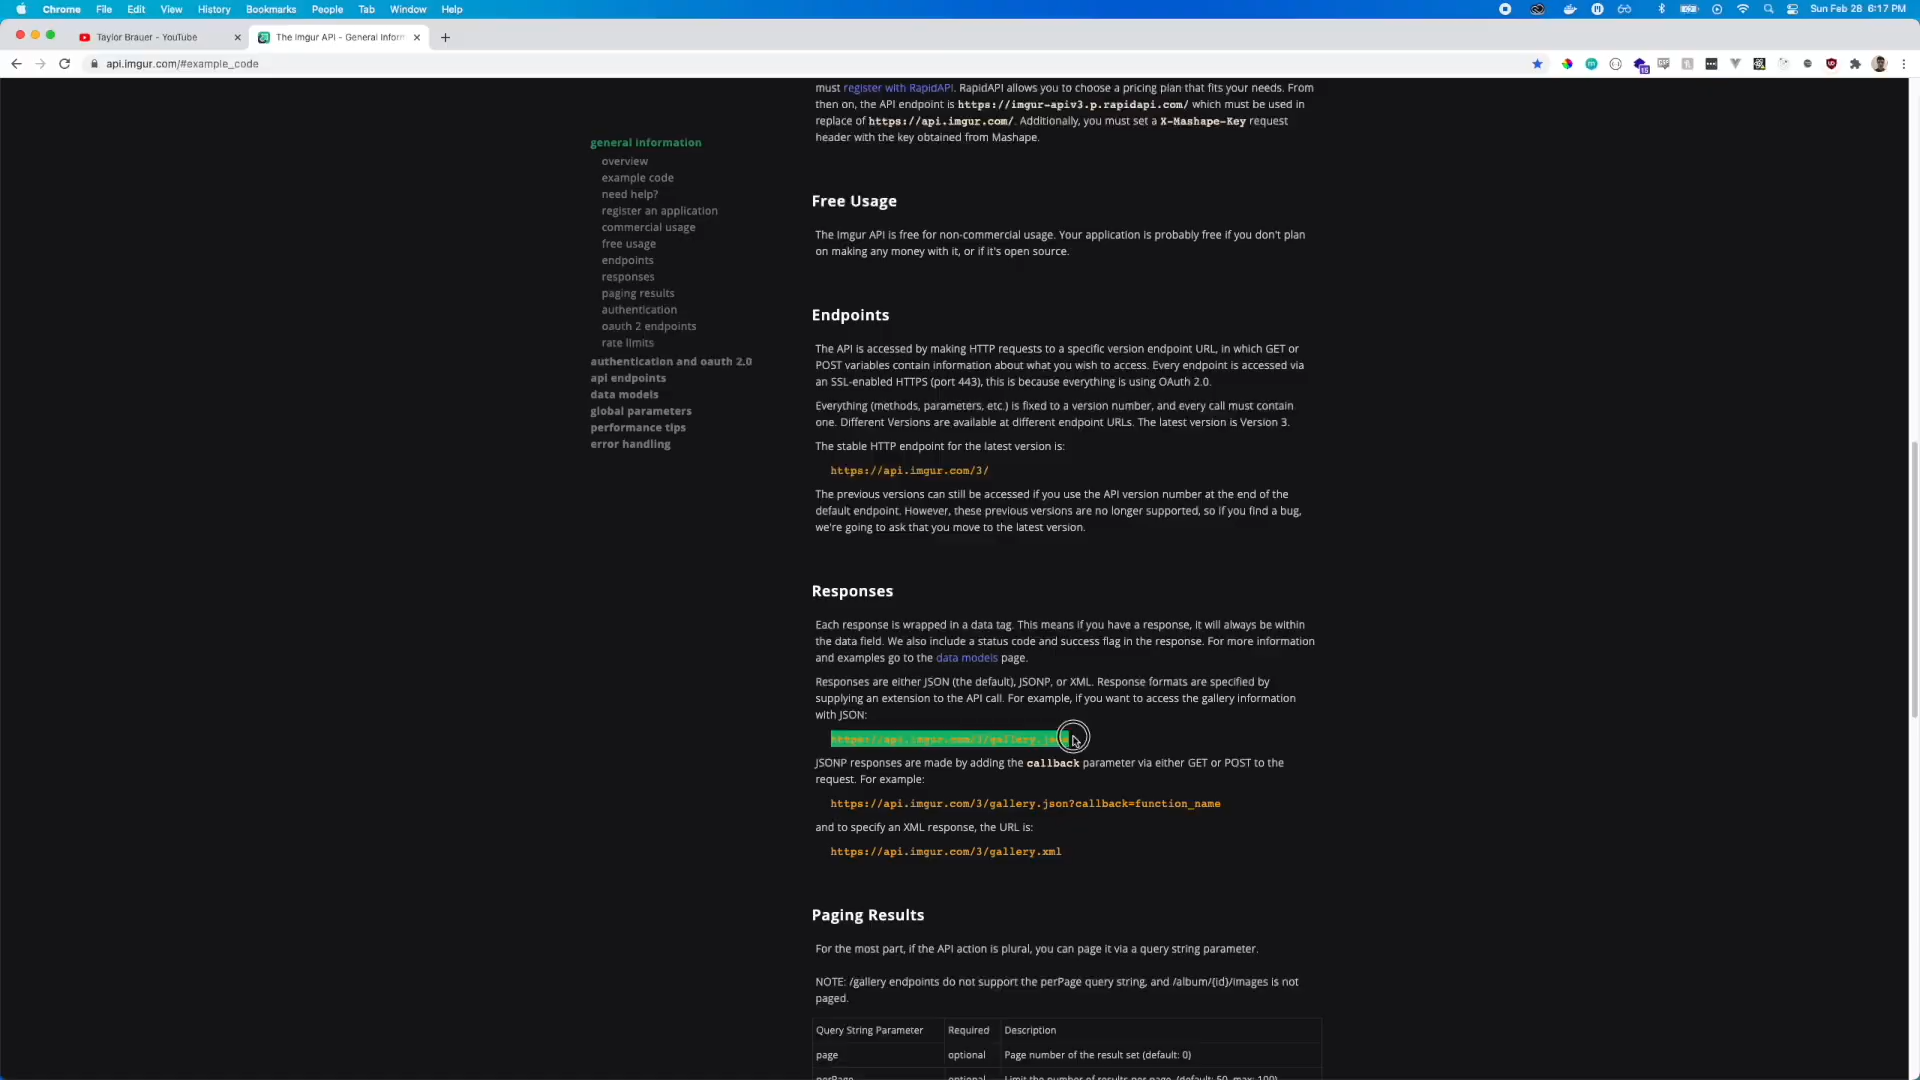 Chrome File Edit View History Bookmarks People Tab Window Help Sun Feb 28 6:17 PM
Taylor Brauer - YouTube The Imgur API - General Inform
api.imgur.com/#example_code
must register with RapidAPI. RapidAPI allows you to choose a pricing plan that fits your needs. From
then on, the API endpoint is https://imgur-apiv3.p.rapidapi.com/ which must be used in
replace of https://api.imgur.com/. Additionally, you must set a X-Mashape-Key request
header with the key obtained from Mashape.
general information
overview
example code
need help?
register an application
commercial usage
free usage
endpoints
responses
paging results
authentication
oauth 2 endpoints
rate limits
authentication and oauth 2.0
api endpoints
data models
global parameters
performance tips
error handling
Free Usage
The Imgur API is free for non-commercial usage. Your application is probably free if you don't plan
on making any money with it, or if it's open source.
Endpoints
The API is accessed by making HTTP requests to a specific version endpoint URL, in which GET or
POST variables contain information about what you wish to access. Every endpoint is accessed via
an SSL-enabled HTTPS (port 443), this is because everything is using OAuth 2.0.
Everything (methods, parameters, etc.) is fixed to a version number, and every call must contain
one. Different Versions are available at different endpoint URLs. The latest version is Version 3.
The stable HTTP endpoint for the latest version is:
https://api.imgur.com/3/
The previous versions can still be accessed if you use the API version number at the end of the
default endpoint. However, these previous versions are no longer supported, so if you find a bug,
we're going to ask that you move to the latest version.
Responses
Each response is wrapped in a data tag. This means if you have a response, it will always be within
the data field. We also include a status code and success flag in the response. For more information
and examples go to the data models page.
Responses are either JSON (the default), JSONP, or XML. Response formats are specified by
supplying an extension to the API call. For example, if you want to access the gallery information
with JSON:
JSONP responses are made by adding the callback parameter via either GET or POST to the
request. For example:
https://api.imgur.com/3/gallery.json?callback=function_name
and to specify an XML response, the URL is:
https://api.imgur.com/3/gallery.xml
Paging Results
For the most part, if the API action is plural, you can page it via a query string parameter.
NOTE: /gallery endpoints do not support the perPage query string, and /album/{id}/images is not
paged.
Query String Parameter Required Description
page optional Page number of the result set (default: 0)
perPage optional Limit the number of results per page. (default: 50, max: 100)